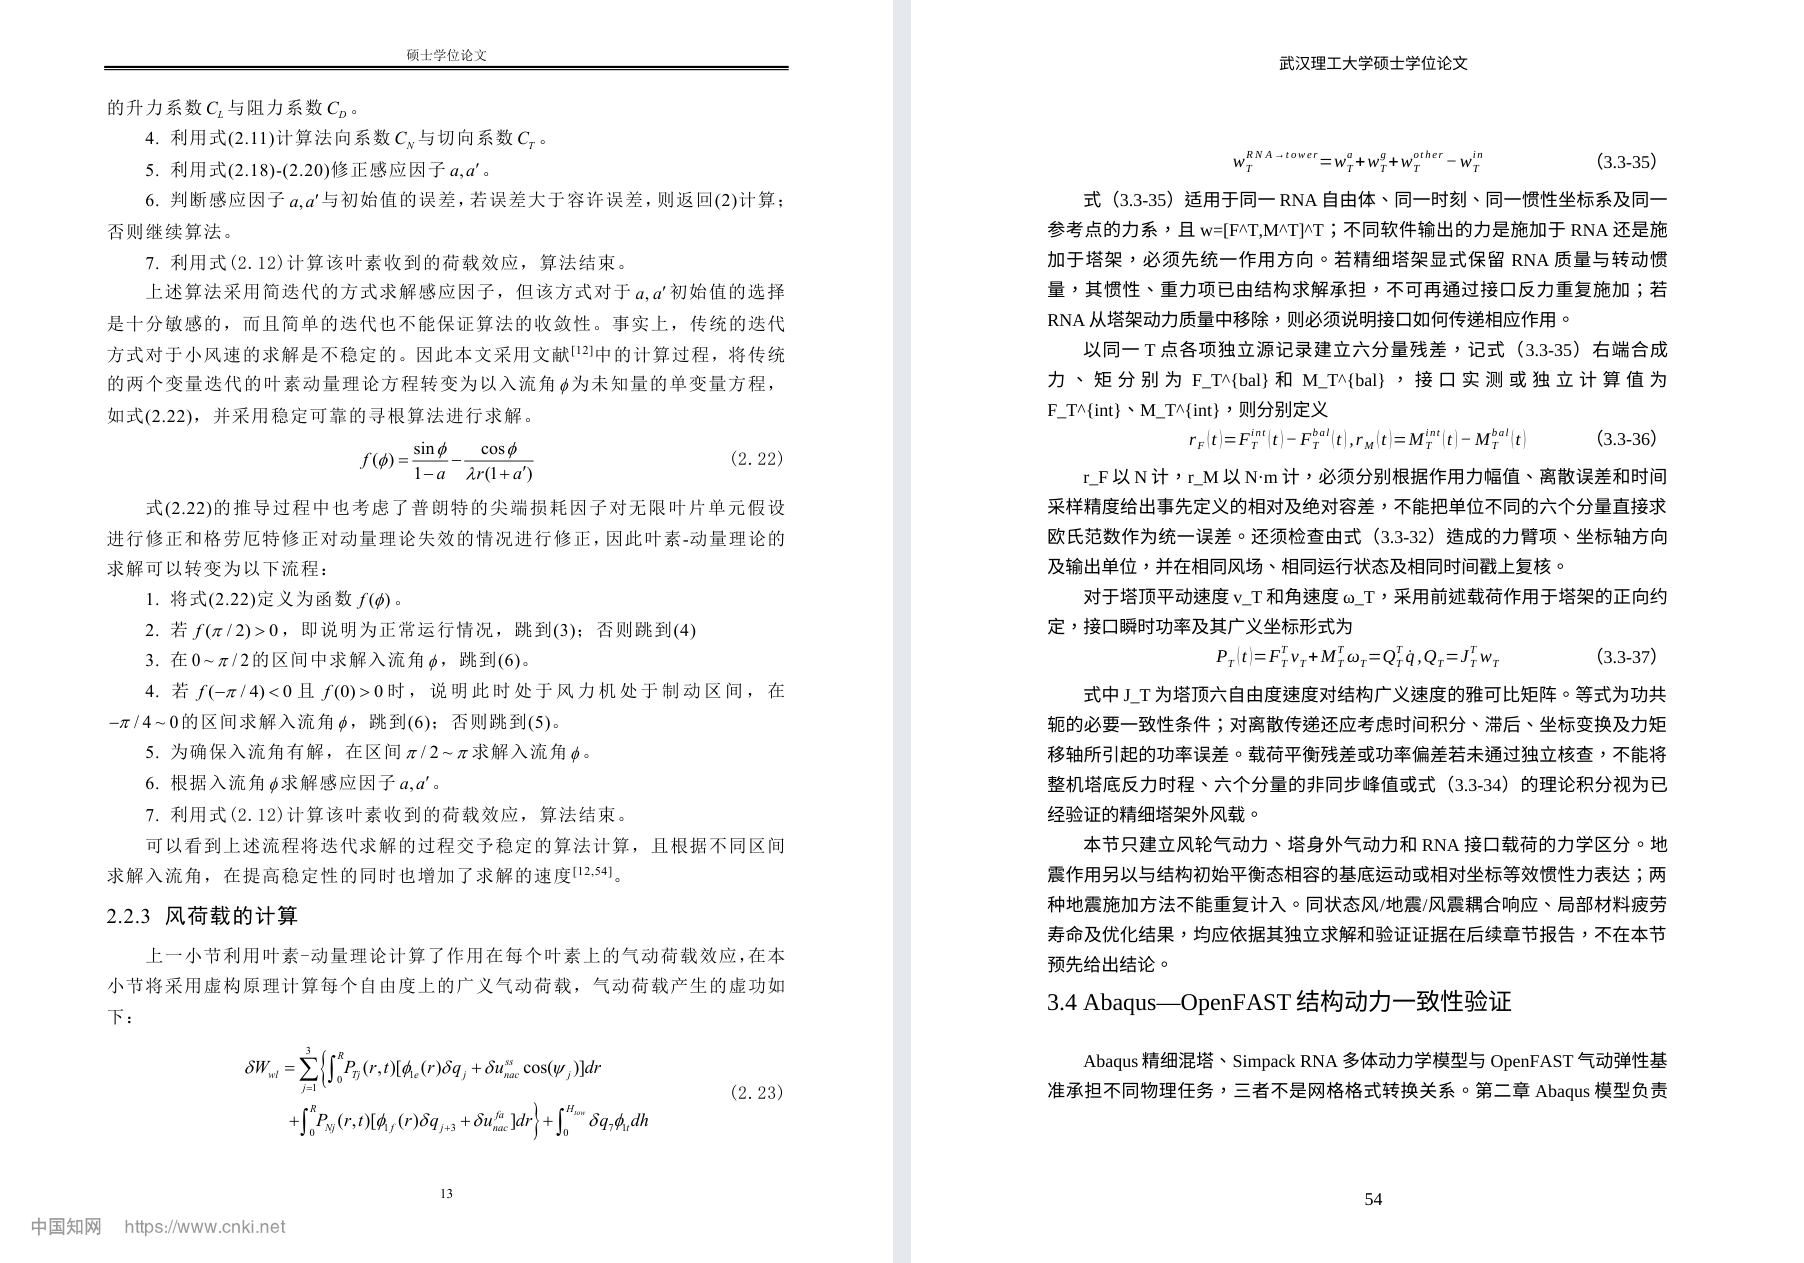 硕士学位论文
的升力系数 C_L 与阻力系数 C_D 。
4. 利用式(2.11)计算法向系数 C_N 与切向系数 C_T 。
5. 利用式(2.18)-(2.20)修正感应因子 a,a′ 。
6. 判断感应因子 a,a′ 与初始值的误差,若误差大于容许误差,则返回(2)计算；
否则继续算法。
7. 利用式(2.12)计算该叶素收到的荷载效应，算法结束。
上述算法采用简迭代的方式求解感应因子，但该方式对于 a, a′ 初始值的选择
是十分敏感的，而且简单的迭代也不能保证算法的收敛性。事实上，传统的迭代
方式对于小风速的求解是不稳定的。因此本文采用文献[12]中的计算过程，将传统
的两个变量迭代的叶素动量理论方程转变为以入流角 ϕ 为未知量的单变量方程，
如式(2.22)，并采用稳定可靠的寻根算法进行求解。
f(ϕ) = sin ϕ / (1 − a) − cos ϕ / (λr(1 + a′)) (2.22)
式(2.22)的推导过程中也考虑了普朗特的尖端损耗因子对无限叶片单元假设
进行修正和格劳厄特修正对动量理论失效的情况进行修正,因此叶素-动量理论的
求解可以转变为以下流程：
1. 将式(2.22)定义为函数 f(ϕ) 。
2. 若 f(π / 2) > 0，即说明为正常运行情况，跳到(3)；否则跳到(4)
3. 在 0 ~ π / 2 的区间中求解入流角 ϕ，跳到(6)。
4. 若 f(−π / 4) < 0 且 f(0) > 0 时，说明此时处于风力机处于制动区间，在
−π / 4 ~ 0 的区间求解入流角 ϕ，跳到(6)；否则跳到(5)。
5. 为确保入流角有解，在区间 π / 2 ~ π 求解入流角 ϕ。
6. 根据入流角 ϕ 求解感应因子 a,a′ 。
7. 利用式(2.12)计算该叶素收到的荷载效应，算法结束。
可以看到上述流程将迭代求解的过程交予稳定的算法计算，且根据不同区间
求解入流角，在提高稳定性的同时也增加了求解的速度[12,54]。
2.2.3 风荷载的计算
上一小节利用叶素-动量理论计算了作用在每个叶素上的气动荷载效应,在本
小节将采用虚构原理计算每个自由度上的广义气动荷载，气动荷载产生的虚功如
下：
δW_wl = ∑_{j=1}^{3} {∫_0^R P_Tj(r,t)[ϕ_1e(r)δq_j + δu_nac^ss cos(ψ_j)]dr
+∫_0^R P_Nj(r,t)[ϕ_1f(r)δq_{j+3} + δu_nac^fa]dr} + ∫_0^{H_tow} δq_7ϕ_1t dh (2.23)
13
中国知网 https://www.cnki.net
武汉理工大学硕士学位论文
w_T^{RNA→tower} = w_T^a + w_T^g + w_T^{other} − w_T^{in} （3.3-35）
式（3.3-35）适用于同一 RNA 自由体、同一时刻、同一惯性坐标系及同一
参考点的力系，且 w=[F^T,M^T]^T；不同软件输出的力是施加于 RNA 还是施
加于塔架，必须先统一作用方向。若精细塔架显式保留 RNA 质量与转动惯
量，其惯性、重力项已由结构求解承担，不可再通过接口反力重复施加；若
RNA 从塔架动力质量中移除，则必须说明接口如何传递相应作用。
以同一 T 点各项独立源记录建立六分量残差，记式（3.3-35）右端合成
力、矩分别为 F_T^{bal} 和 M_T^{bal}，接口实测或独立计算值为
F_T^{int}、M_T^{int}，则分别定义
r_F(t)=F_T^{int}(t)−F_T^{bal}(t),r_M(t)=M_T^{int}(t)−M_T^{bal}(t) （3.3-36）
r_F 以 N 计，r_M 以 N·m 计，必须分别根据作用力幅值、离散误差和时间
采样精度给出事先定义的相对及绝对容差，不能把单位不同的六个分量直接求
欧氏范数作为统一误差。还须检查由式（3.3-32）造成的力臂项、坐标轴方向
及输出单位，并在相同风场、相同运行状态及相同时间戳上复核。
对于塔顶平动速度 v_T 和角速度 ω_T，采用前述载荷作用于塔架的正向约
定，接口瞬时功率及其广义坐标形式为
P_T(t)=F_T^T v_T+M_T^T ω_T=Q_T^T q̇,Q_T=J_T^T w_T （3.3-37）
式中 J_T 为塔顶六自由度速度对结构广义速度的雅可比矩阵。等式为功共
轭的必要一致性条件；对离散传递还应考虑时间积分、滞后、坐标变换及力矩
移轴所引起的功率误差。载荷平衡残差或功率偏差若未通过独立核查，不能将
整机塔底反力时程、六个分量的非同步峰值或式（3.3-34）的理论积分视为已
经验证的精细塔架外风载。
本节只建立风轮气动力、塔身外气动力和 RNA 接口载荷的力学区分。地
震作用另以与结构初始平衡态相容的基底运动或相对坐标等效惯性力表达；两
种地震施加方法不能重复计入。同状态风/地震/风震耦合响应、局部材料疲劳
寿命及优化结果，均应依据其独立求解和验证证据在后续章节报告，不在本节
预先给出结论。
3.4 Abaqus—OpenFAST 结构动力一致性验证
Abaqus 精细混塔、Simpack RNA 多体动力学模型与 OpenFAST 气动弹性基
准承担不同物理任务，三者不是网格格式转换关系。第二章 Abaqus 模型负责
54